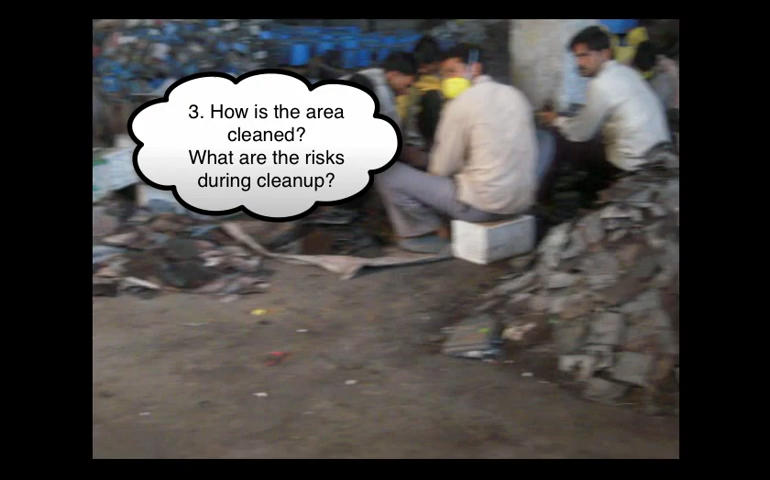 3. How is the area
cleaned?
What are the risks
during cleanup?